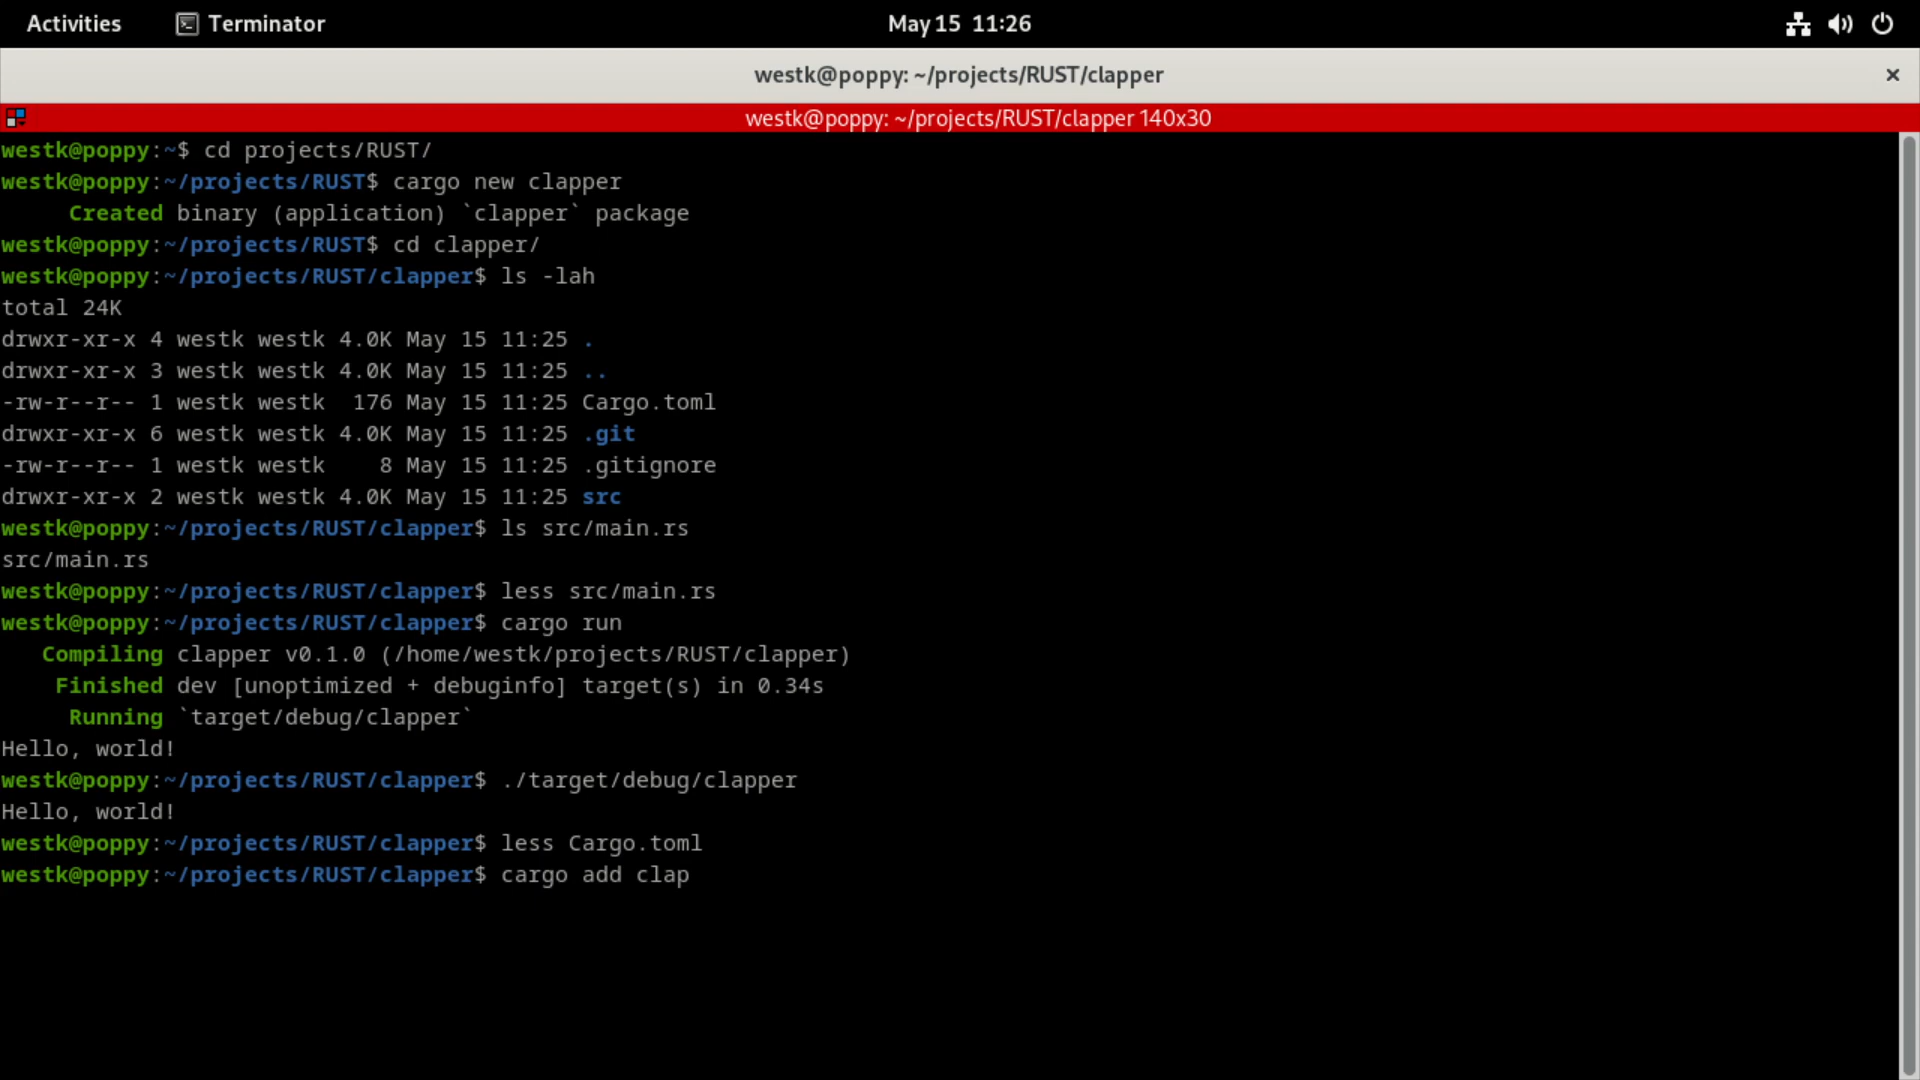 Activities Terminator May 15 11:26
westk@poppy: ~/projects/RUST/clapper ×
westk@poppy: ~/projects/RUST/clapper 140x30
westk@poppy:~$ cd projects/RUST/
westk@poppy:~/projects/RUST$ cargo new clapper
     Created binary (application) `clapper` package
westk@poppy:~/projects/RUST$ cd clapper/
westk@poppy:~/projects/RUST/clapper$ ls -lah
total 24K
drwxr-xr-x 4 westk westk 4.0K May 15 11:25 .
drwxr-xr-x 3 westk westk 4.0K May 15 11:25 ..
-rw-r--r-- 1 westk westk  176 May 15 11:25 Cargo.toml
drwxr-xr-x 6 westk westk 4.0K May 15 11:25 .git
-rw-r--r-- 1 westk westk    8 May 15 11:25 .gitignore
drwxr-xr-x 2 westk westk 4.0K May 15 11:25 src
westk@poppy:~/projects/RUST/clapper$ ls src/main.rs
src/main.rs
westk@poppy:~/projects/RUST/clapper$ less src/main.rs
westk@poppy:~/projects/RUST/clapper$ cargo run
   Compiling clapper v0.1.0 (/home/westk/projects/RUST/clapper)
    Finished dev [unoptimized + debuginfo] target(s) in 0.34s
     Running `target/debug/clapper`
Hello, world!
westk@poppy:~/projects/RUST/clapper$ ./target/debug/clapper
Hello, world!
westk@poppy:~/projects/RUST/clapper$ less Cargo.toml
westk@poppy:~/projects/RUST/clapper$ cargo add clap